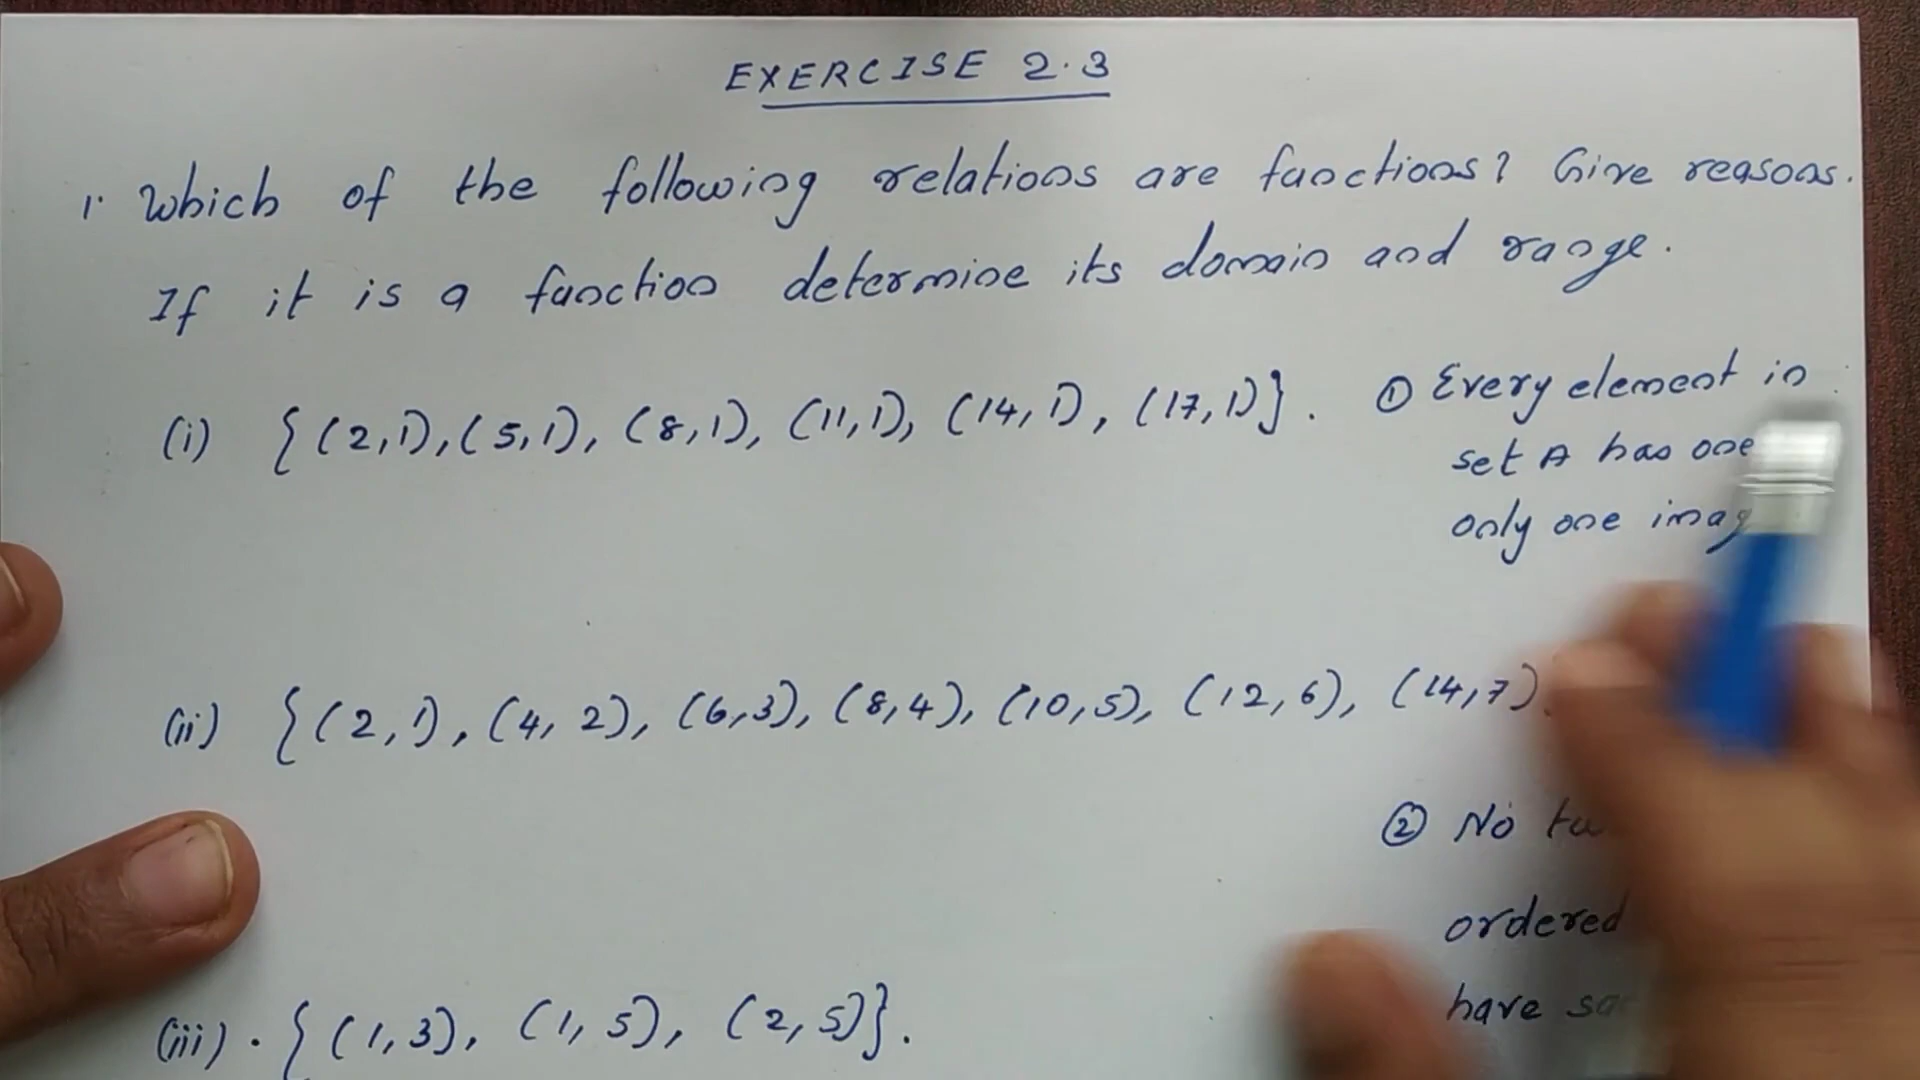 EXERCISE 2.3
1. Which of the following relations are functions? Give reasons.
If it is a function determine its domain and range.
(i) {(2,1),(5,1), (8,1), (11,1), (14,1), (17,1)}.
① Every element in
set A has one
only one
(ii) {(2,1), (4,2), (6,3), (8,4), (10,5), (12,6), (14,7)
② No
ordered
have
(iii) . {(1,3), (1,5), (2,5)}.